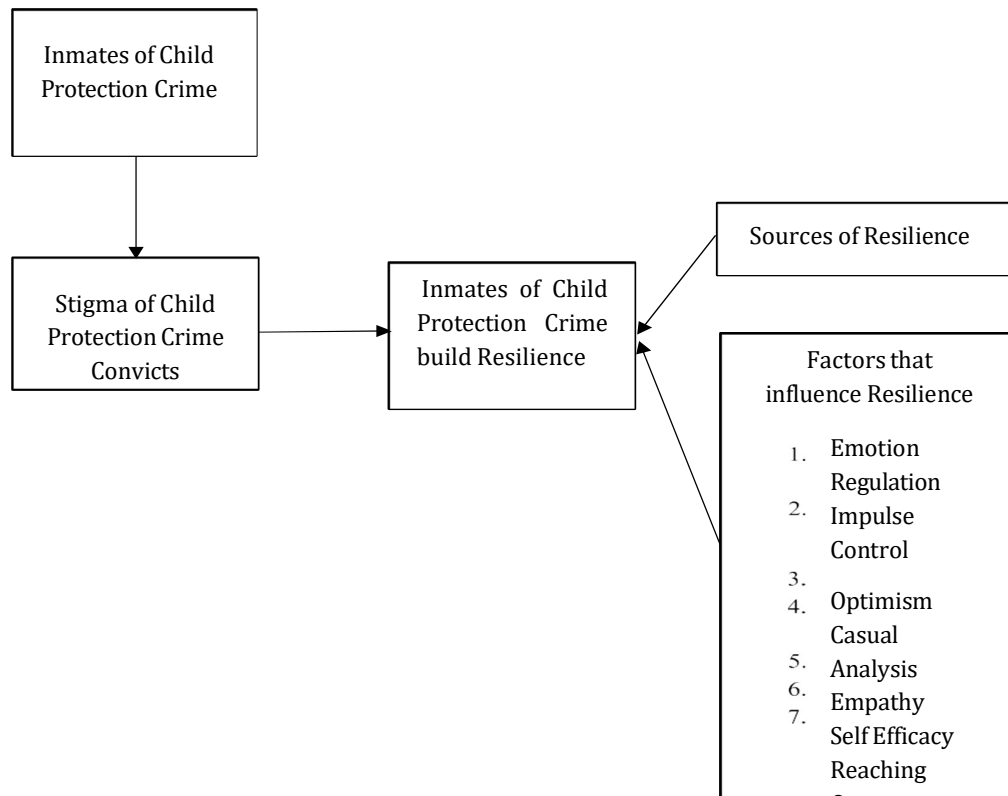 Inmates of Child
Protection Crime
Stigma of Child
Protection Crime
Convicts
Inmates of Child
Protection Crime
build Resilience
Sources of Resilience
Factors that
influence Resilience
1. Emotion
Regulation
2. Impulse
Control
3.
4. Optimism
Casual
5. Analysis
6. Empathy
7. Self Efficacy
Reaching